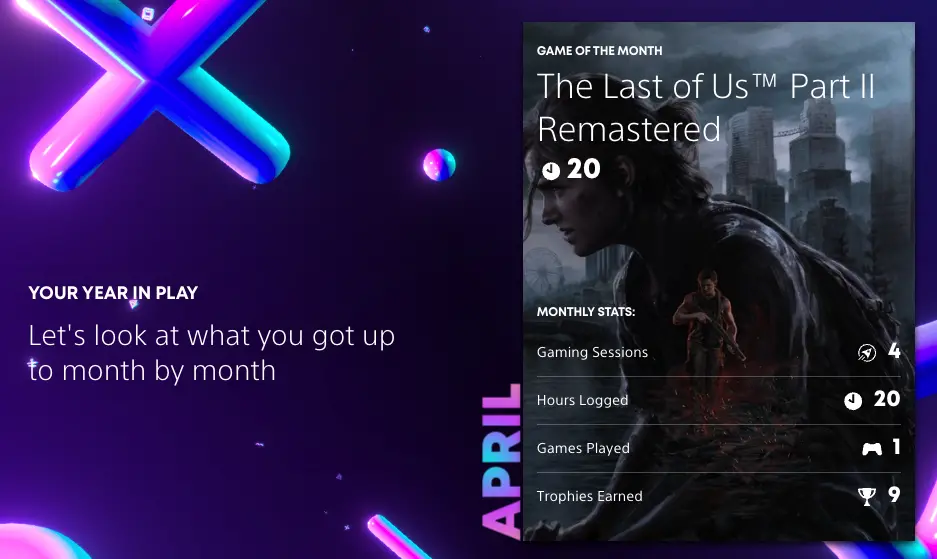 YOUR YEAR IN PLAY
Let's look at what you got up
to month by month
APRIL
GAME OF THE MONTH
The Last of Us™ Part II
Remastered
20
MONTHLY STATS:
Gaming Sessions 4
Hours Logged 20
Games Played 1
Trophies Earned 9